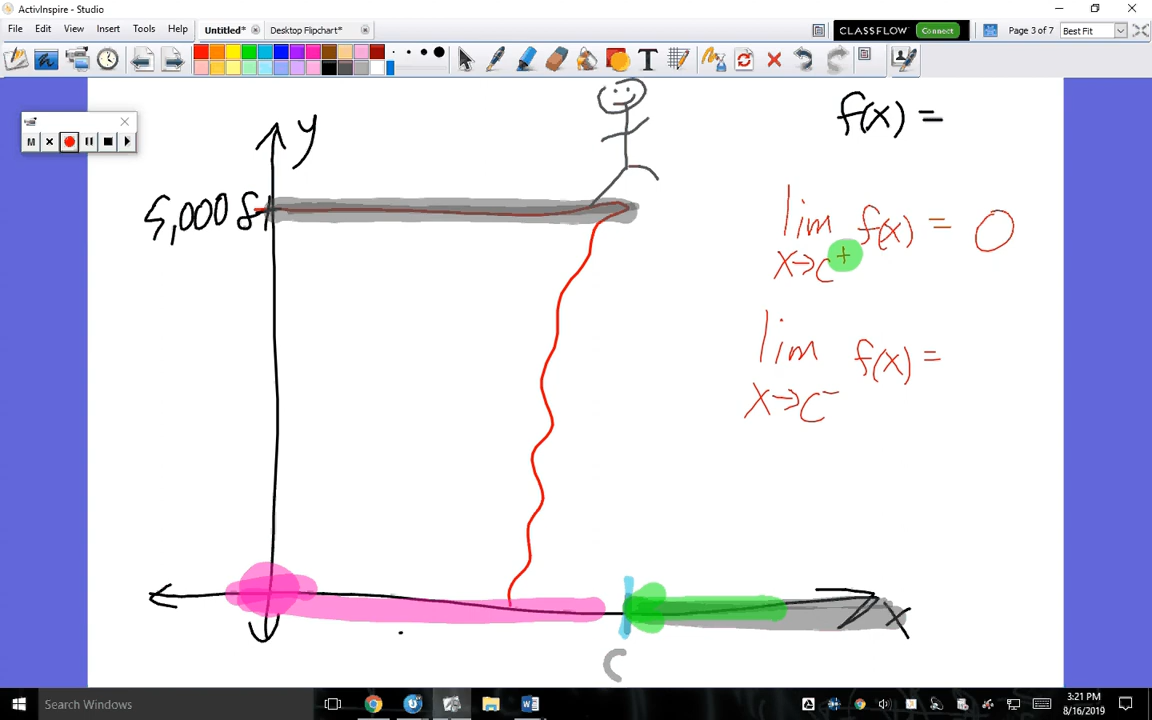 ActivInspire - Studio
File Edit View Insert Tools Help
Untitled* Desktop Flipchart*
CLASSFLOW Connect
Page 3 of 7 Best Fit
M
y
f(x) =
5,000 ft
lim f(x) = 0
x→c+
lim f(x) =
x→c-
x
C
Search Windows
3:21 PM
8/16/2019